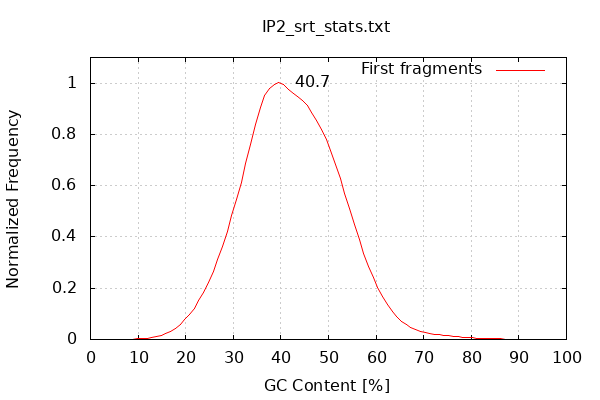 IP2_srt_stats.txt
First fragments
40.7
Normalized Frequency
1
0.8
0.6
0.4
0.2
0
0 10 20 30 40 50 60 70 80 90 100
GC Content [%]